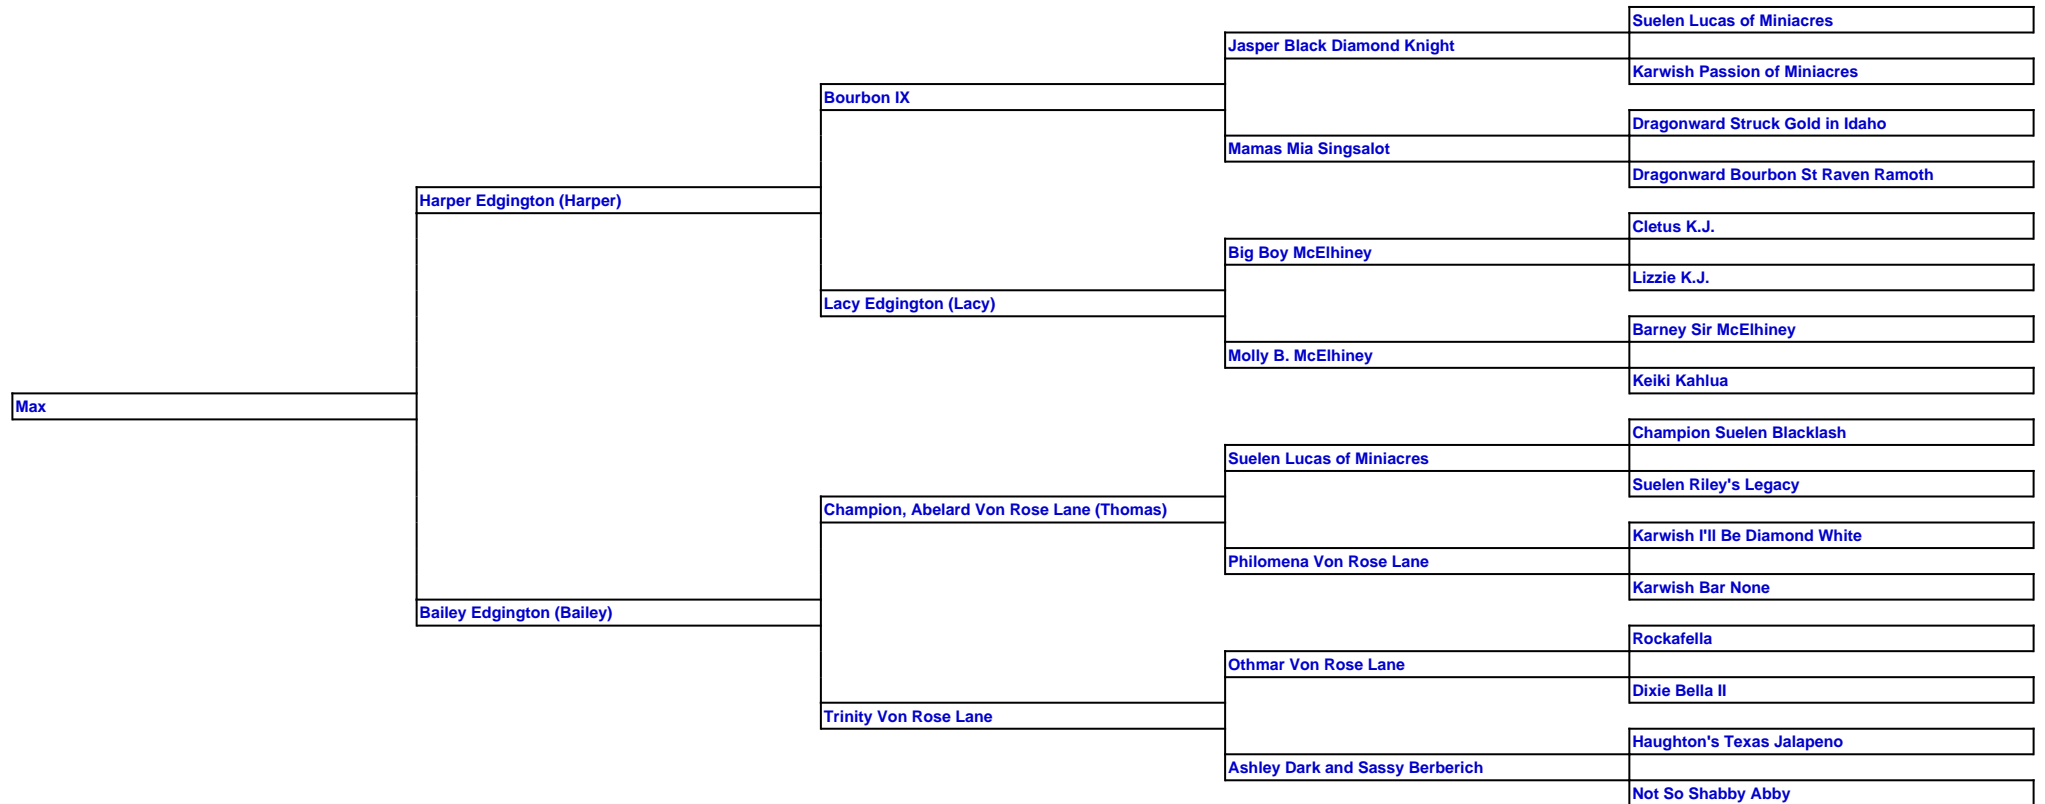 Suelen Lucas of Miniacres
Jasper Black Diamond Knight
Karwish Passion of Miniacres
Bourbon IX
Dragonward Struck Gold in Idaho
Mamas Mia Singsalot
Dragonward Bourbon St Raven Ramoth
Harper Edgington (Harper)
Cletus K.J.
Big Boy McElhiney
Lizzie K.J.
Lacy Edgington (Lacy)
Barney Sir McElhiney
Molly B. McElhiney
Keiki Kahlua
Max
Champion Suelen Blacklash
Suelen Lucas of Miniacres
Suelen Riley's Legacy
Champion, Abelard Von Rose Lane (Thomas)
Karwish I'll Be Diamond White
Philomena Von Rose Lane
Karwish Bar None
Bailey Edgington (Bailey)
Rockafella
Othmar Von Rose Lane
Dixie Bella II
Trinity Von Rose Lane
Haughton's Texas Jalapeno
Ashley Dark and Sassy Berberich
Not So Shabby Abby